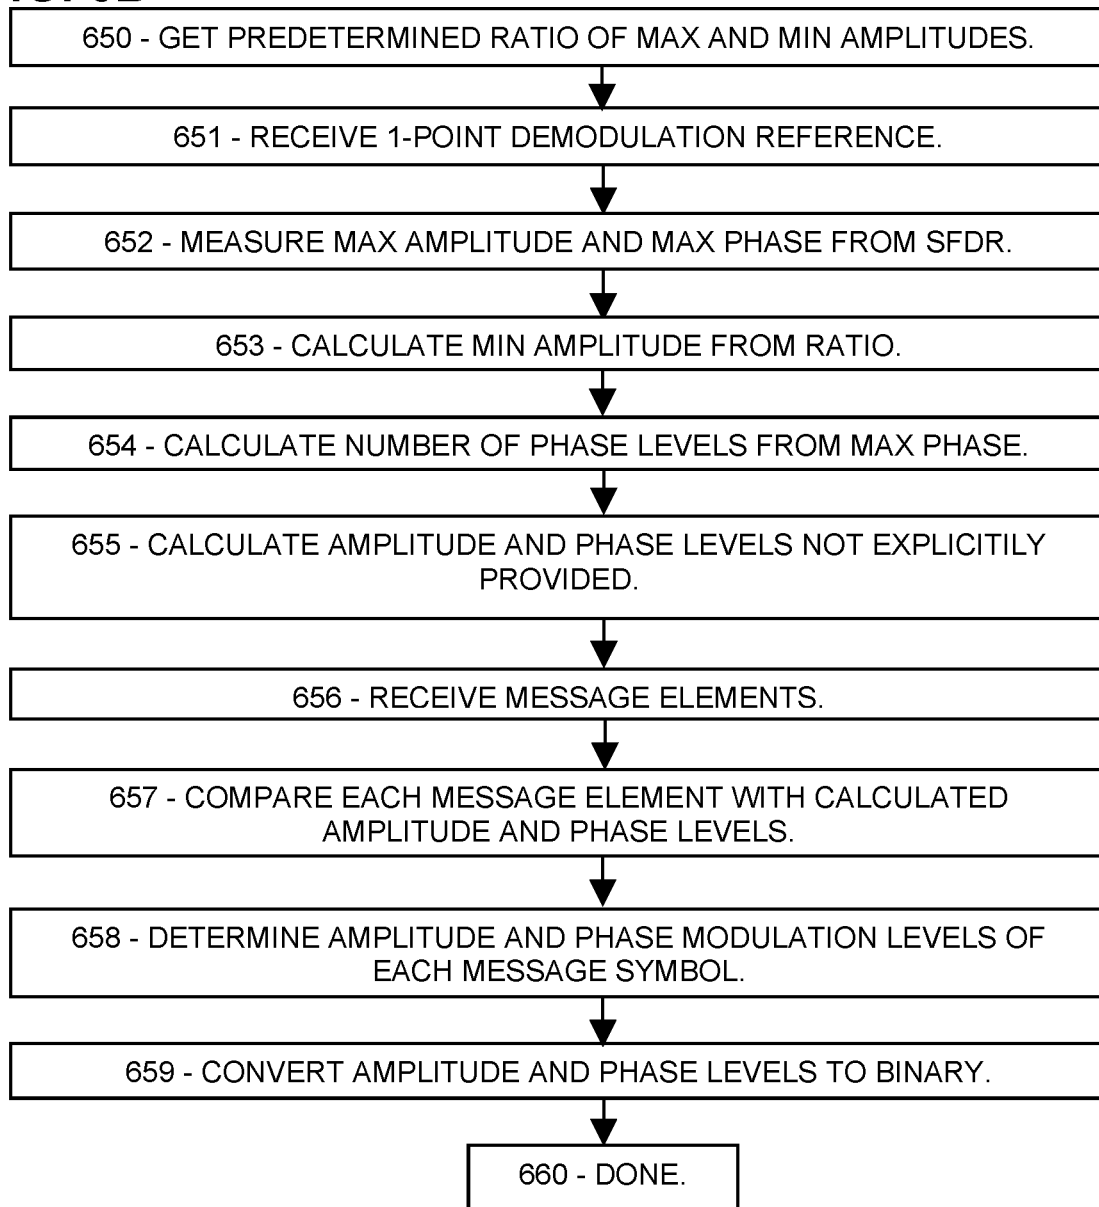 650 - GET PREDETERMINED RATIO OF MAX AND MIN AMPLITUDES.
651 - RECEIVE 1-POINT DEMODULATION REFERENCE.
652 - MEASURE MAX AMPLITUDE AND MAX PHASE FROM SFDR.
653 - CALCULATE MIN AMPLITUDE FROM RATIO.
654 - CALCULATE NUMBER OF PHASE LEVELS FROM MAX PHASE.
655 - CALCULATE AMPLITUDE AND PHASE LEVELS NOT EXPLICITILY
PROVIDED.
656 - RECEIVE MESSAGE ELEMENTS.
657 - COMPARE EACH MESSAGE ELEMENT WITH CALCULATED
AMPLITUDE AND PHASE LEVELS.
658 - DETERMINE AMPLITUDE AND PHASE MODULATION LEVELS OF
EACH MESSAGE SYMBOL.
659 - CONVERT AMPLITUDE AND PHASE LEVELS TO BINARY.
660 - DONE.